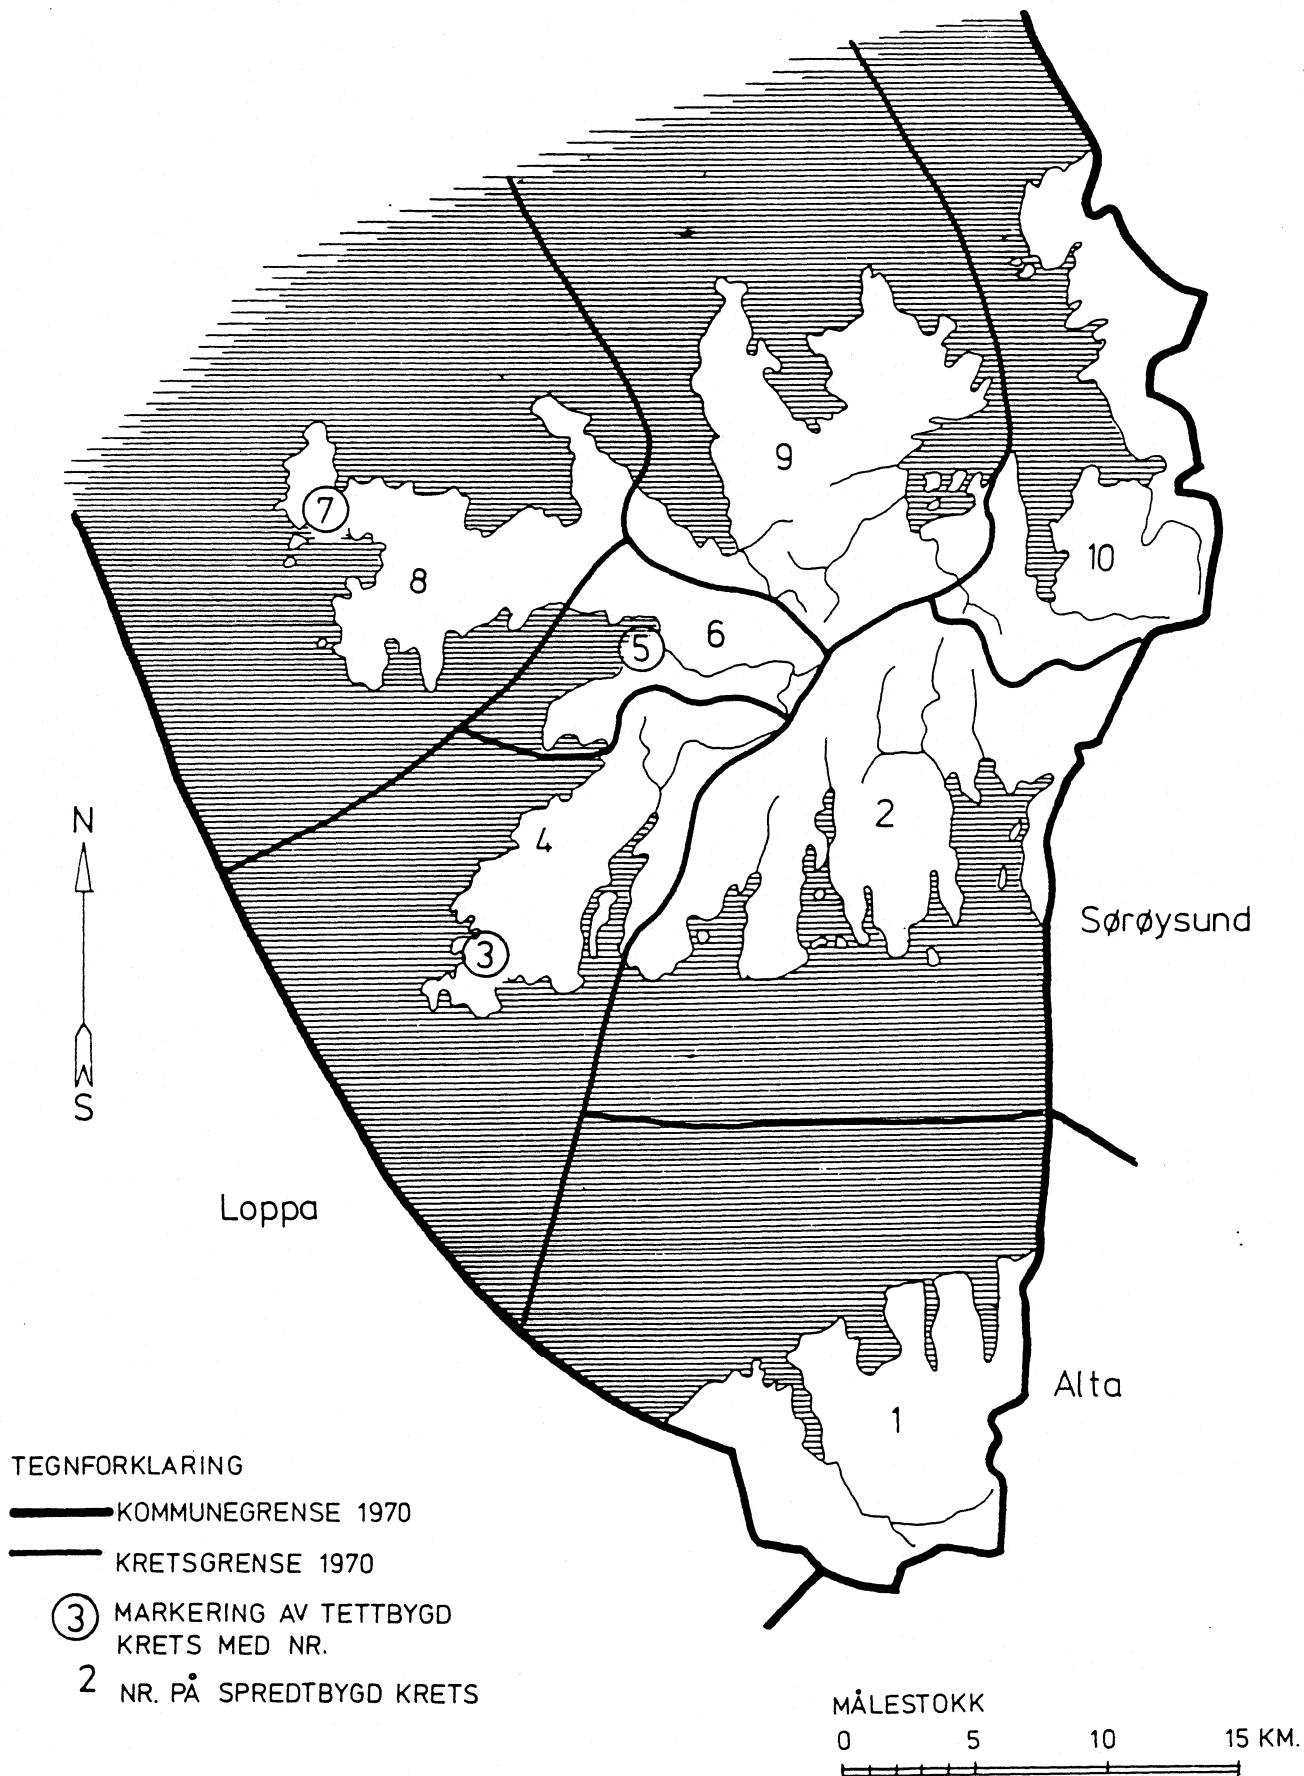 9
7
10
8
6
5
N
2
4
Sørøysund
3
S
Loppa
Alta
1
TEGNFORKLARING
KOMMUNEGRENSE 1970
KRETSGRENSE 1970
3 MARKERING AV TETTBYGD
KRETS MED NR.
2 NR. PÅ SPREDTBYGD KRETS
MÅLESTOKK
0 5 10 15 KM.